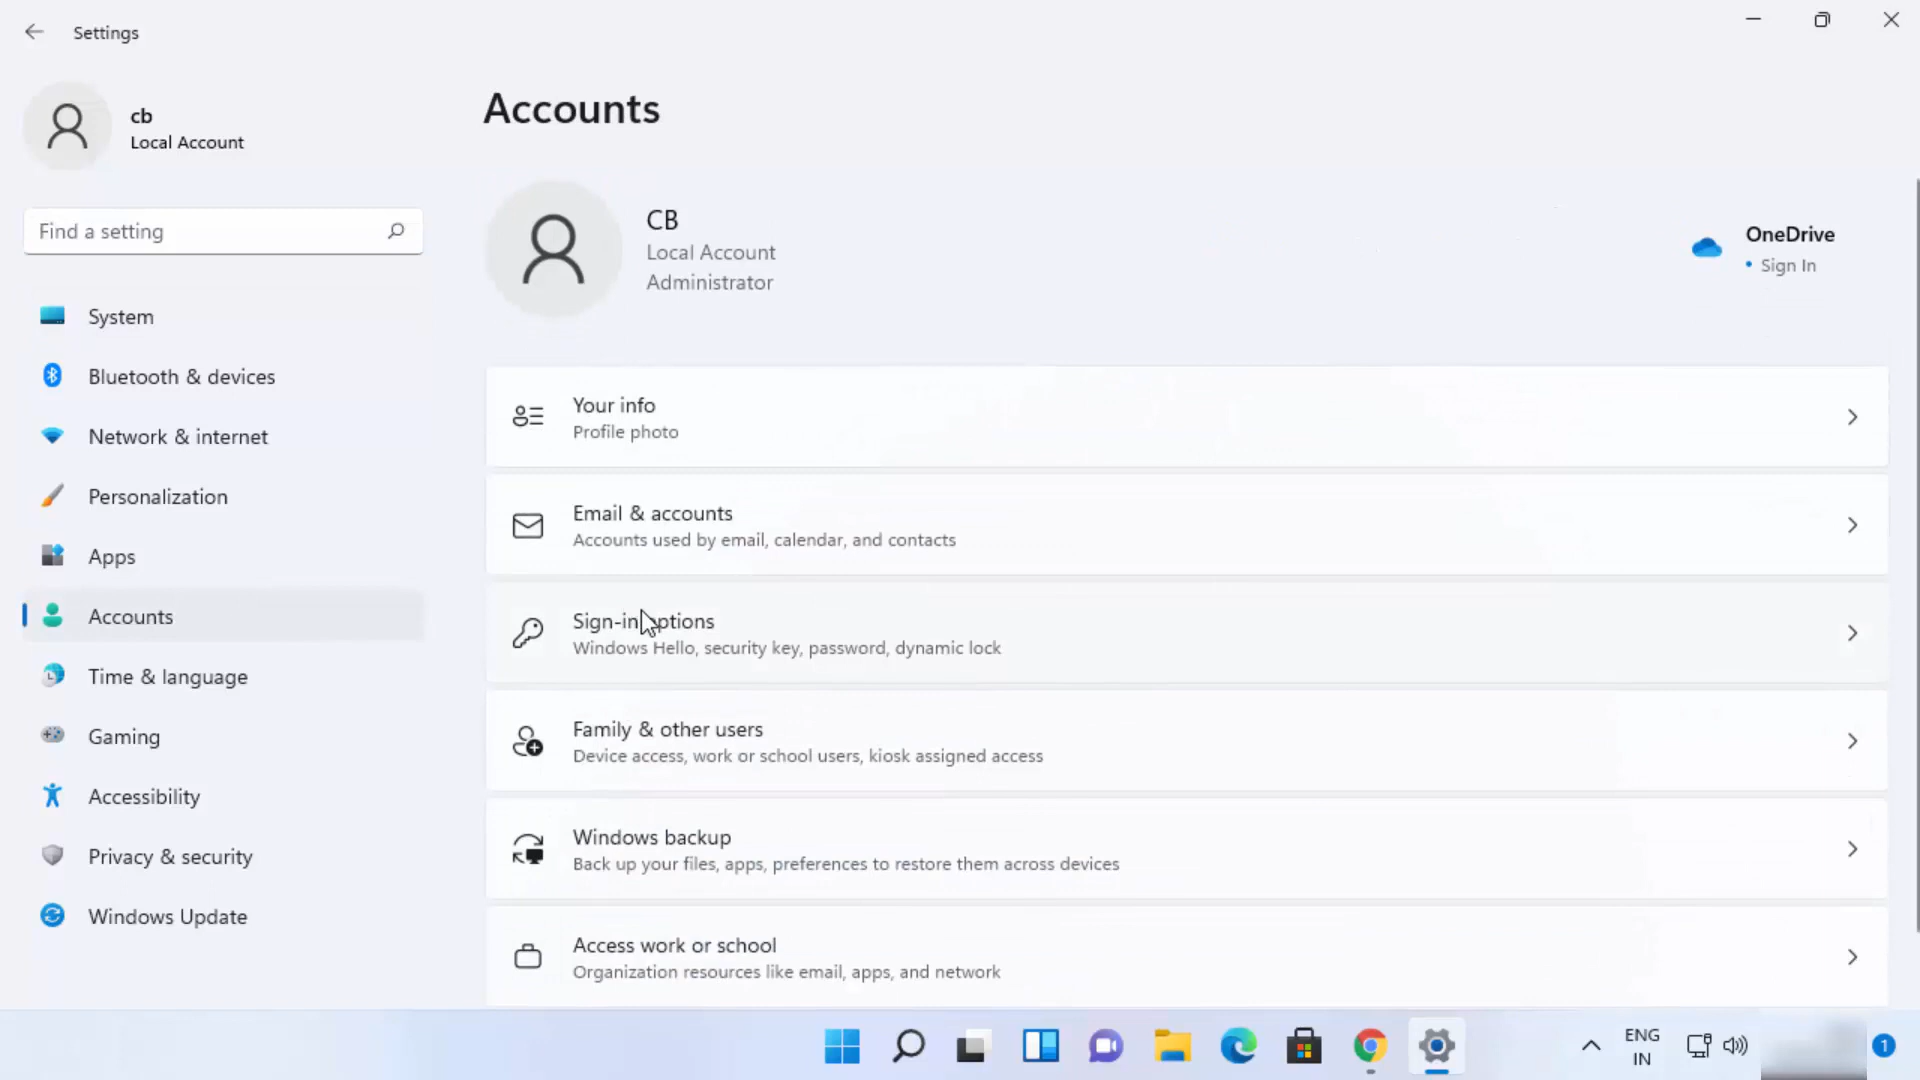 Settings
cb
Local Account
Find a setting
System
Bluetooth & devices
Network & internet
Personalization
Apps
Accounts
Time & language
Gaming
Accessibility
Privacy & security
Windows Update
Accounts
CB
Local Account
Administrator
OneDrive
Sign In
Your info
Profile photo
Email & accounts
Accounts used by email, calendar, and contacts
Sign-in options
Windows Hello, security key, password, dynamic lock
Family & other users
Device access, work or school users, kiosk assigned access
Windows backup
Back up your files, apps, preferences to restore them across devices
Access work or school
Organization resources like email, apps, and network
ENG
IN
1